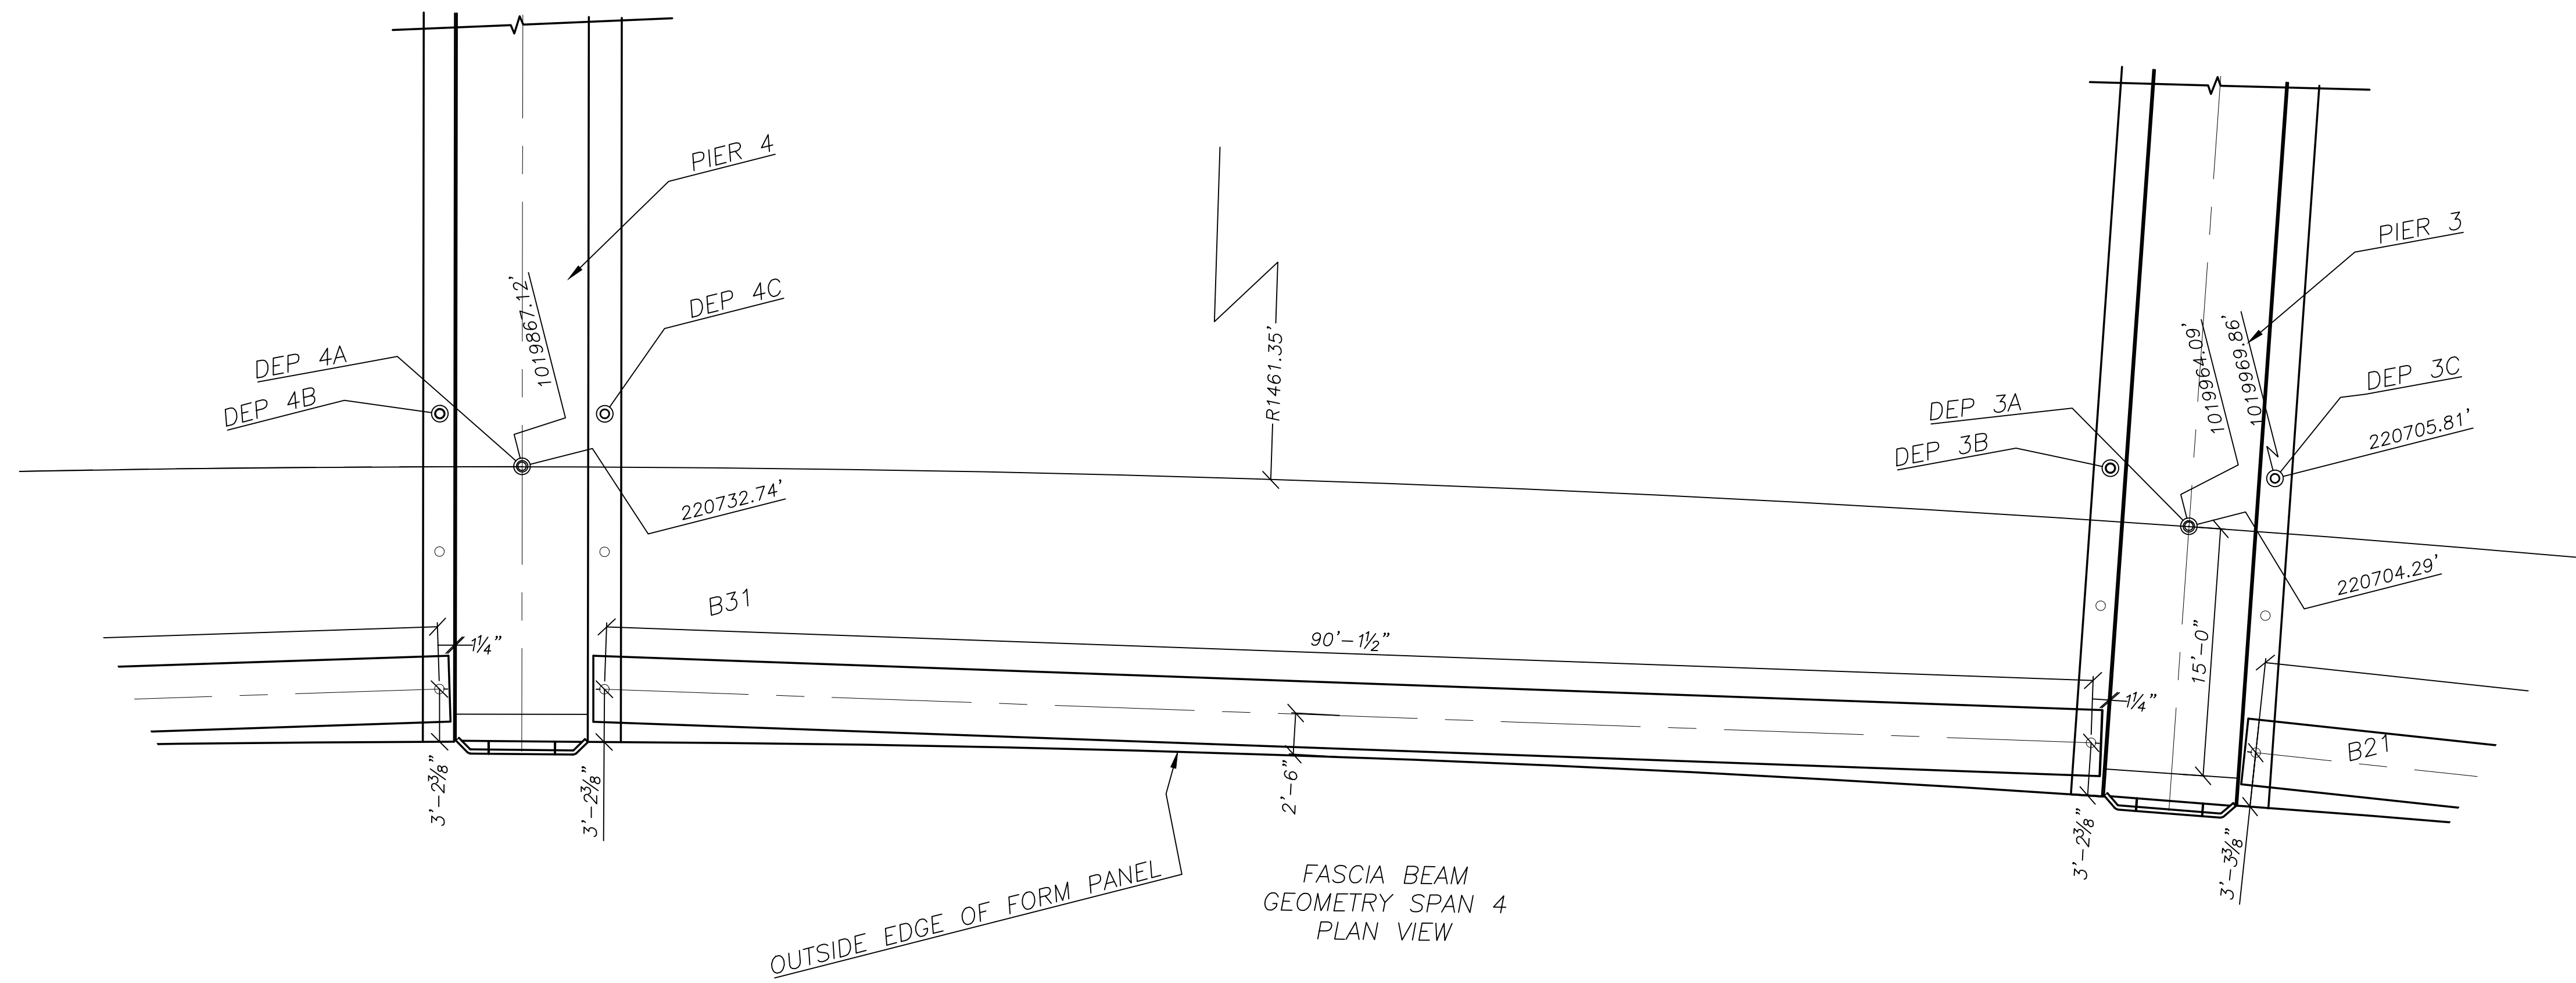 PIER 4
1019867.12'
DEP 4C
DEP 4A
DEP 4B
220732.74'
R1461.35'
PIER 3
1019964.09'
1019969.86'
DEP 3C
220705.81'
DEP 3A
DEP 3B
220704.29'
B31
1¼"
90'-1½"
15'-0"
1¼"
B21
3'-2⅜"
3'-2⅜"
2'-6"
3'-2⅜"
3'-3⅜"
OUTSIDE EDGE OF FORM PANEL
FASCIA BEAM
GEOMETRY SPAN 4
PLAN VIEW